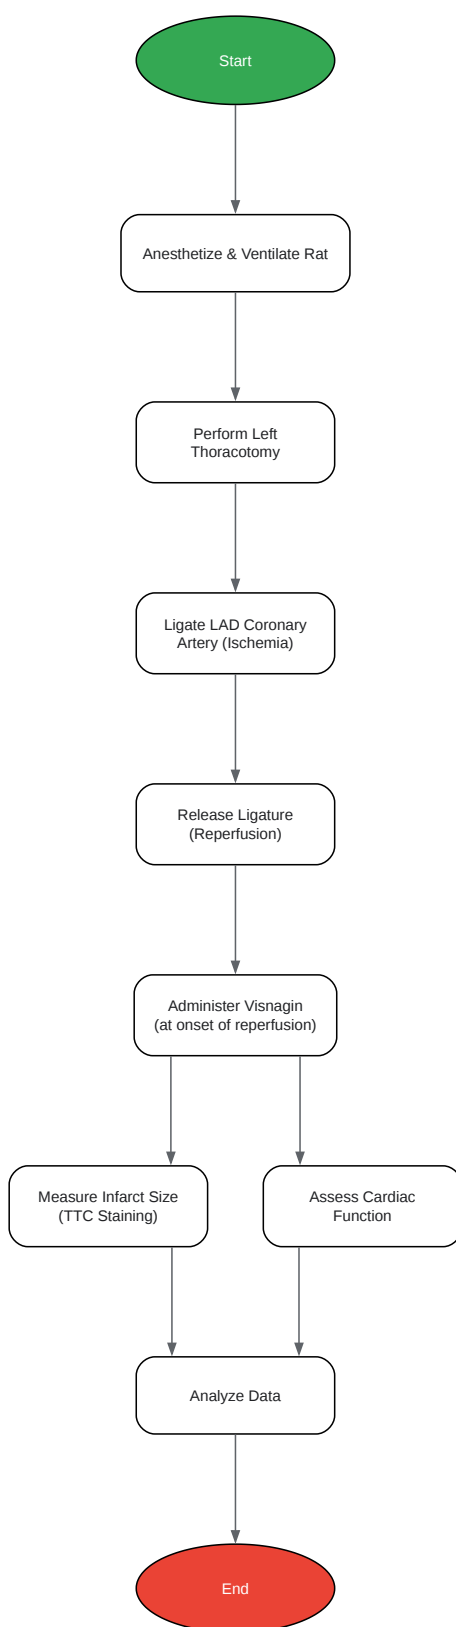 Start
Anesthetize & Ventilate Rat
Perform Left
Thoracotomy
Ligate LAD Coronary
Artery (Ischemia)
Release Ligature
(Reperfusion)
Administer Visnagin
(at onset of reperfusion)
Measure Infarct Size
(TTC Staining)
Assess Cardiac
Function
Analyze Data
End